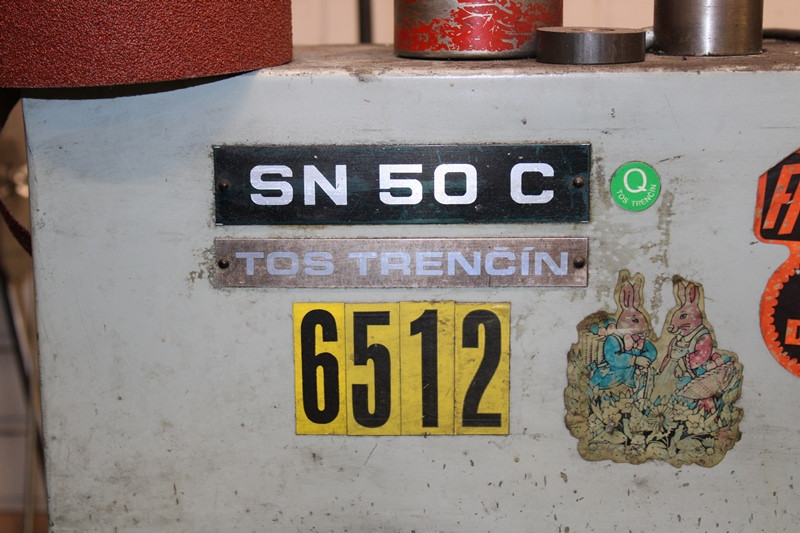 SN 50 C
Q
TOS TRENČÍN
TOS TRENČÍN
6512